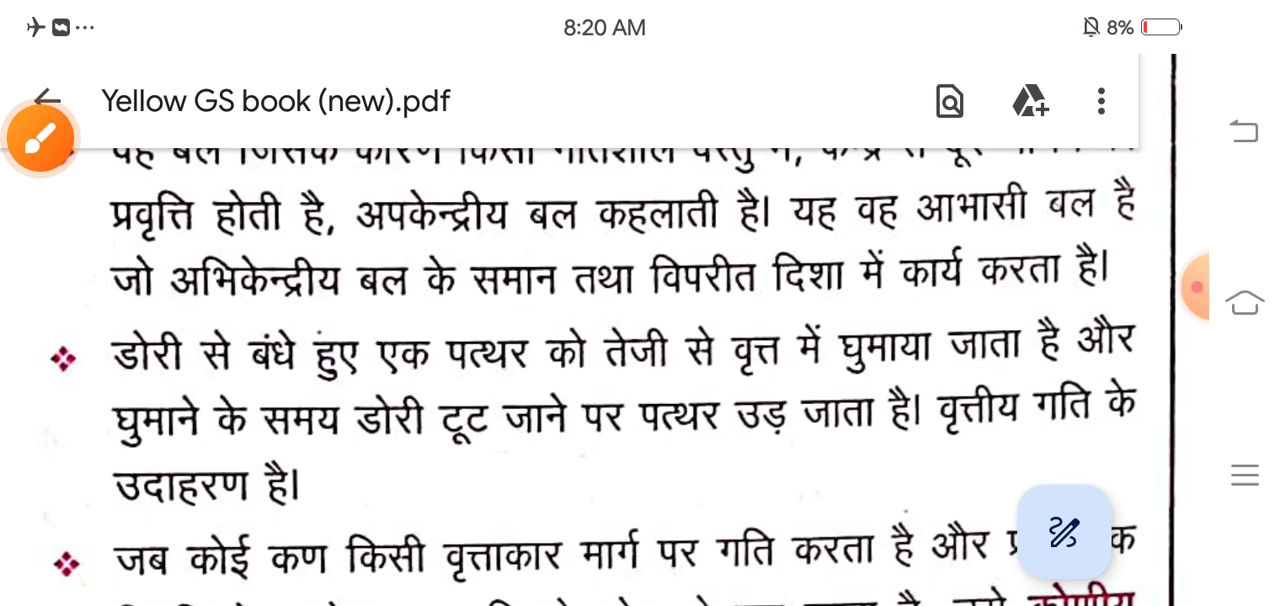 8:20 AM
8%
Yellow GS book (new).pdf
प्रवृत्ति होती है, अपकेन्द्रीय बल कहलाती है। यह वह आभासी बल है
जो अभिकेन्द्रीय बल के समान तथा विपरीत दिशा में कार्य करता है।
डोरी से बंधे हुए एक पत्थर को तेजी से वृत्त में घुमाया जाता है और
घुमाने के समय डोरी टूट जाने पर पत्थर उड़ जाता है। वृत्तीय गति के
उदाहरण है।
जब कोई कण किसी वृत्ताकार मार्ग पर गति करता है और